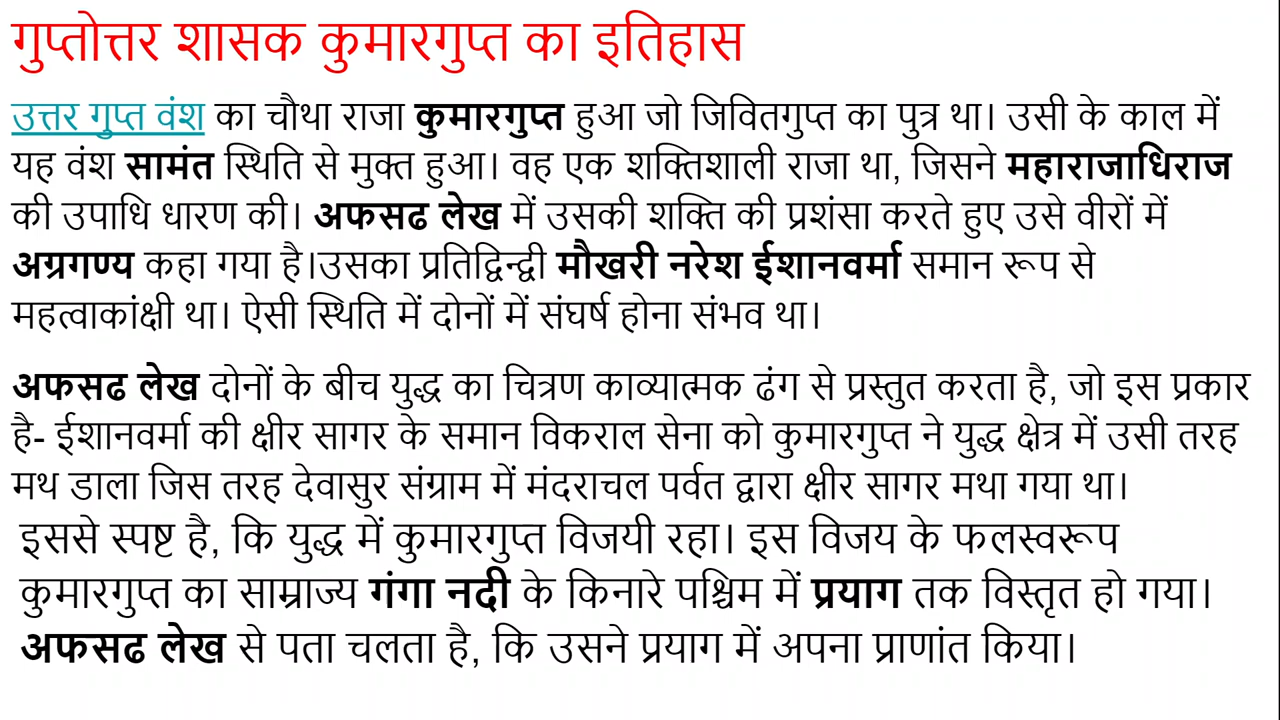 गुप्तोत्तर शासक कुमारगुप्त का इतिहास
उत्तर गुप्त वंश का चौथा राजा कुमारगुप्त हुआ जो जिवितगुप्त का पुत्र था। उसी के काल में
यह वंश सामंत स्थिति से मुक्त हुआ। वह एक शक्तिशाली राजा था, जिसने महाराजाधिराज
की उपाधि धारण की। अफसढ लेख में उसकी शक्ति की प्रशंसा करते हुए उसे वीरों में
अग्रगण्य कहा गया है।उसका प्रतिद्विन्द्वी मौखरी नरेश ईशानवर्मा समान रूप से
महत्वाकांक्षी था। ऐसी स्थिति में दोनों में संघर्ष होना संभव था।
अफसढ लेख दोनों के बीच युद्ध का चित्रण काव्यात्मक ढंग से प्रस्तुत करता है, जो इस प्रकार
है- ईशानवर्मा की क्षीर सागर के समान विकराल सेना को कुमारगुप्त ने युद्ध क्षेत्र में उसी तरह
मथ डाला जिस तरह देवासुर संग्राम में मंदराचल पर्वत द्वारा क्षीर सागर मथा गया था।
इससे स्पष्ट है, कि युद्ध में कुमारगुप्त विजयी रहा। इस विजय के फलस्वरूप
कुमारगुप्त का साम्राज्य गंगा नदी के किनारे पश्चिम में प्रयाग तक विस्तृत हो गया।
अफसढ लेख से पता चलता है, कि उसने प्रयाग में अपना प्राणांत किया।